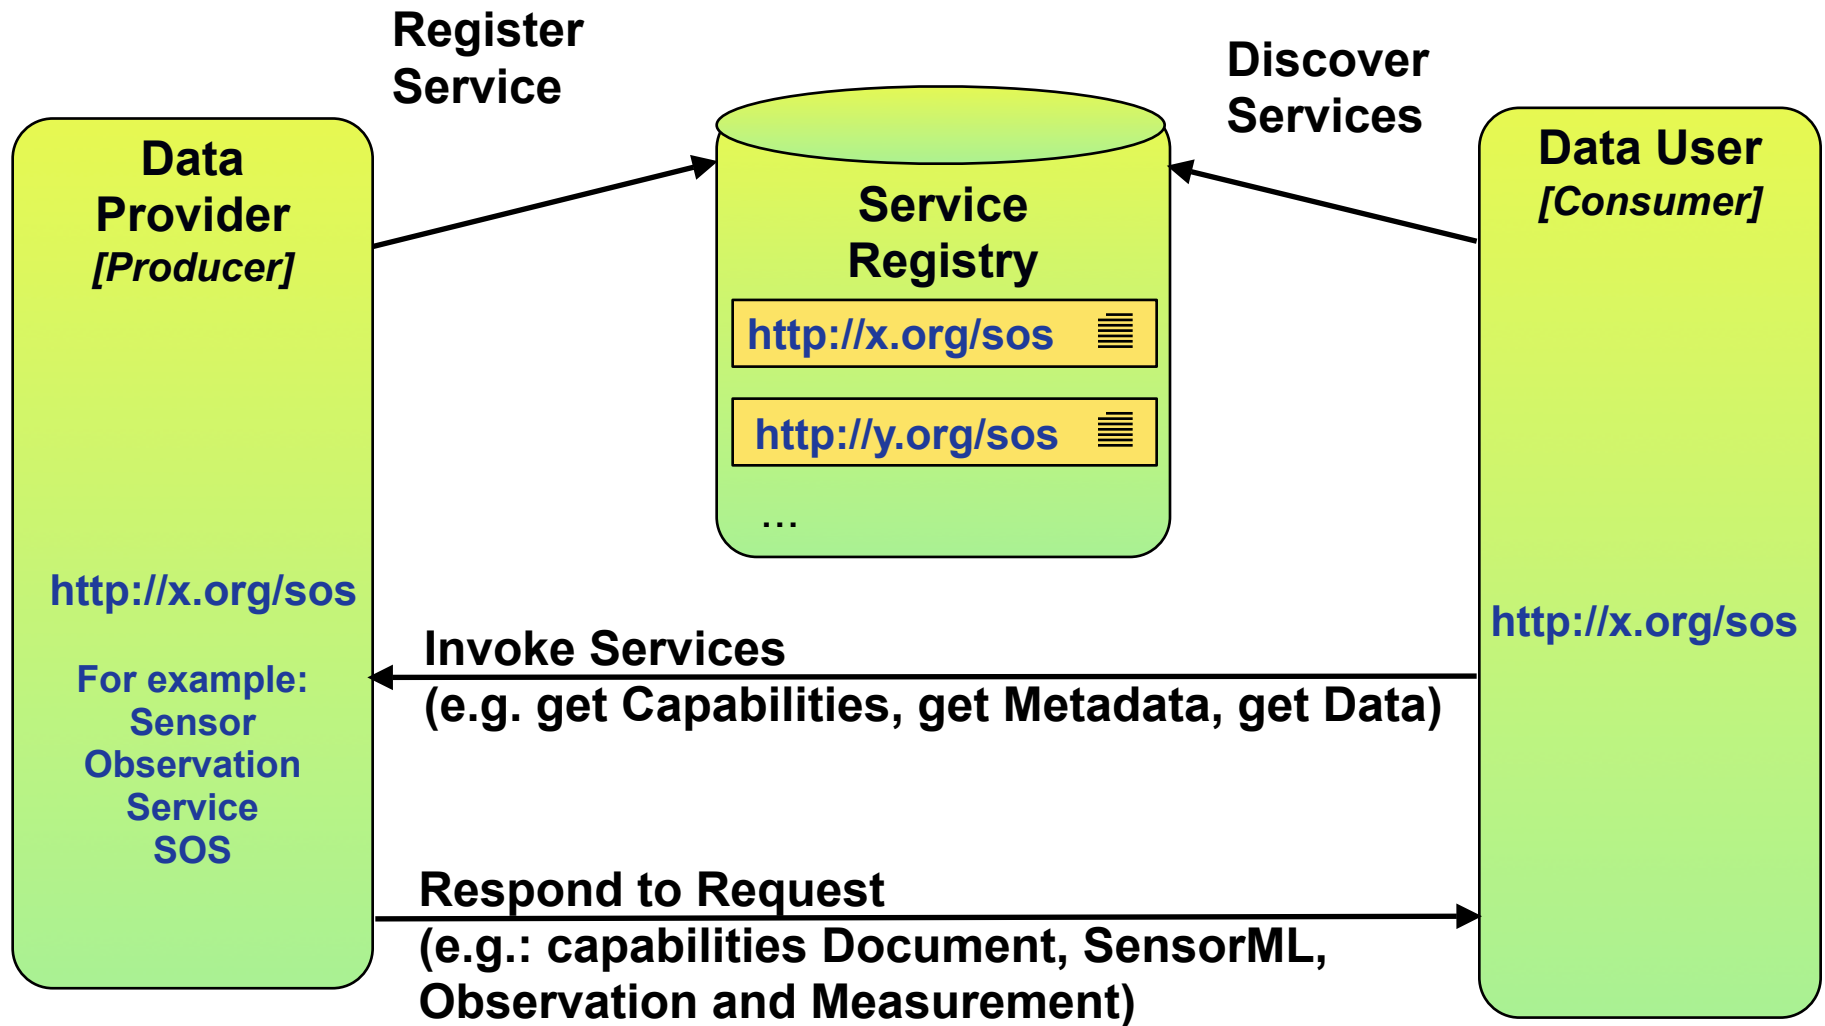 Register
Service
Discover
Services
Data
Provider
[Producer]
http://x.org/sos
For example:
Sensor
Observation
Service
SOS
Service
Registry
http://x.org/sos
http://y.org/sos
...
Data User
[Consumer]
http://x.org/sos
Invoke Services
(e.g. get Capabilities, get Metadata, get Data)
Respond to Request
(e.g.: capabilities Document, SensorML,
Observation and Measurement)